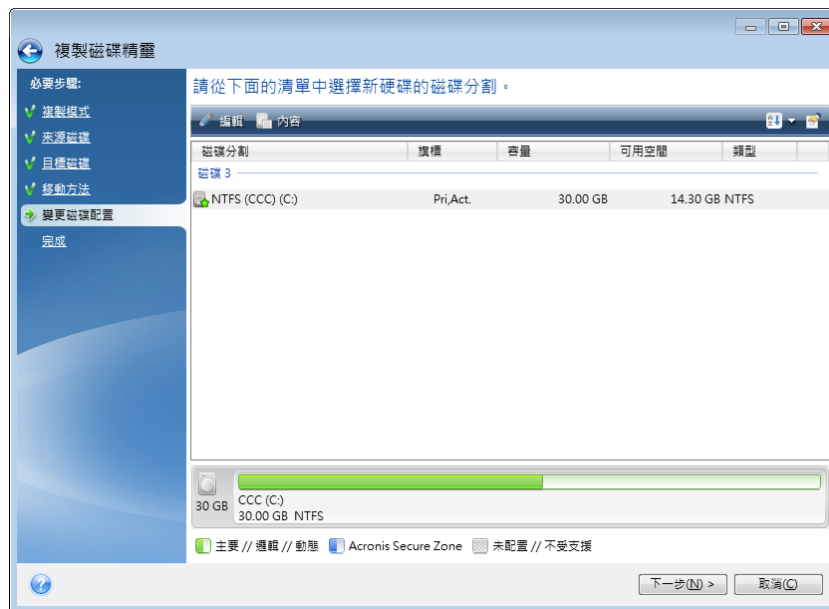 複製磁碟精靈
必要步驟:
複製模式
來源磁碟
目標磁碟
移動方法
變更磁碟配置
完成
請從下面的清單中選擇新硬碟的磁碟分割。
編輯 內容
磁碟分割 旗標 容量 可用空間 類型
磁碟 3
NTFS (CCC) (C:) Pri,Act. 30.00 GB 14.30 GB NTFS
30 GB
CCC (C:)
30.00 GB NTFS
主要 // 邏輯 // 動態 Acronis Secure Zone 未配置 // 不受支援
下一步(N) > 取消(C)